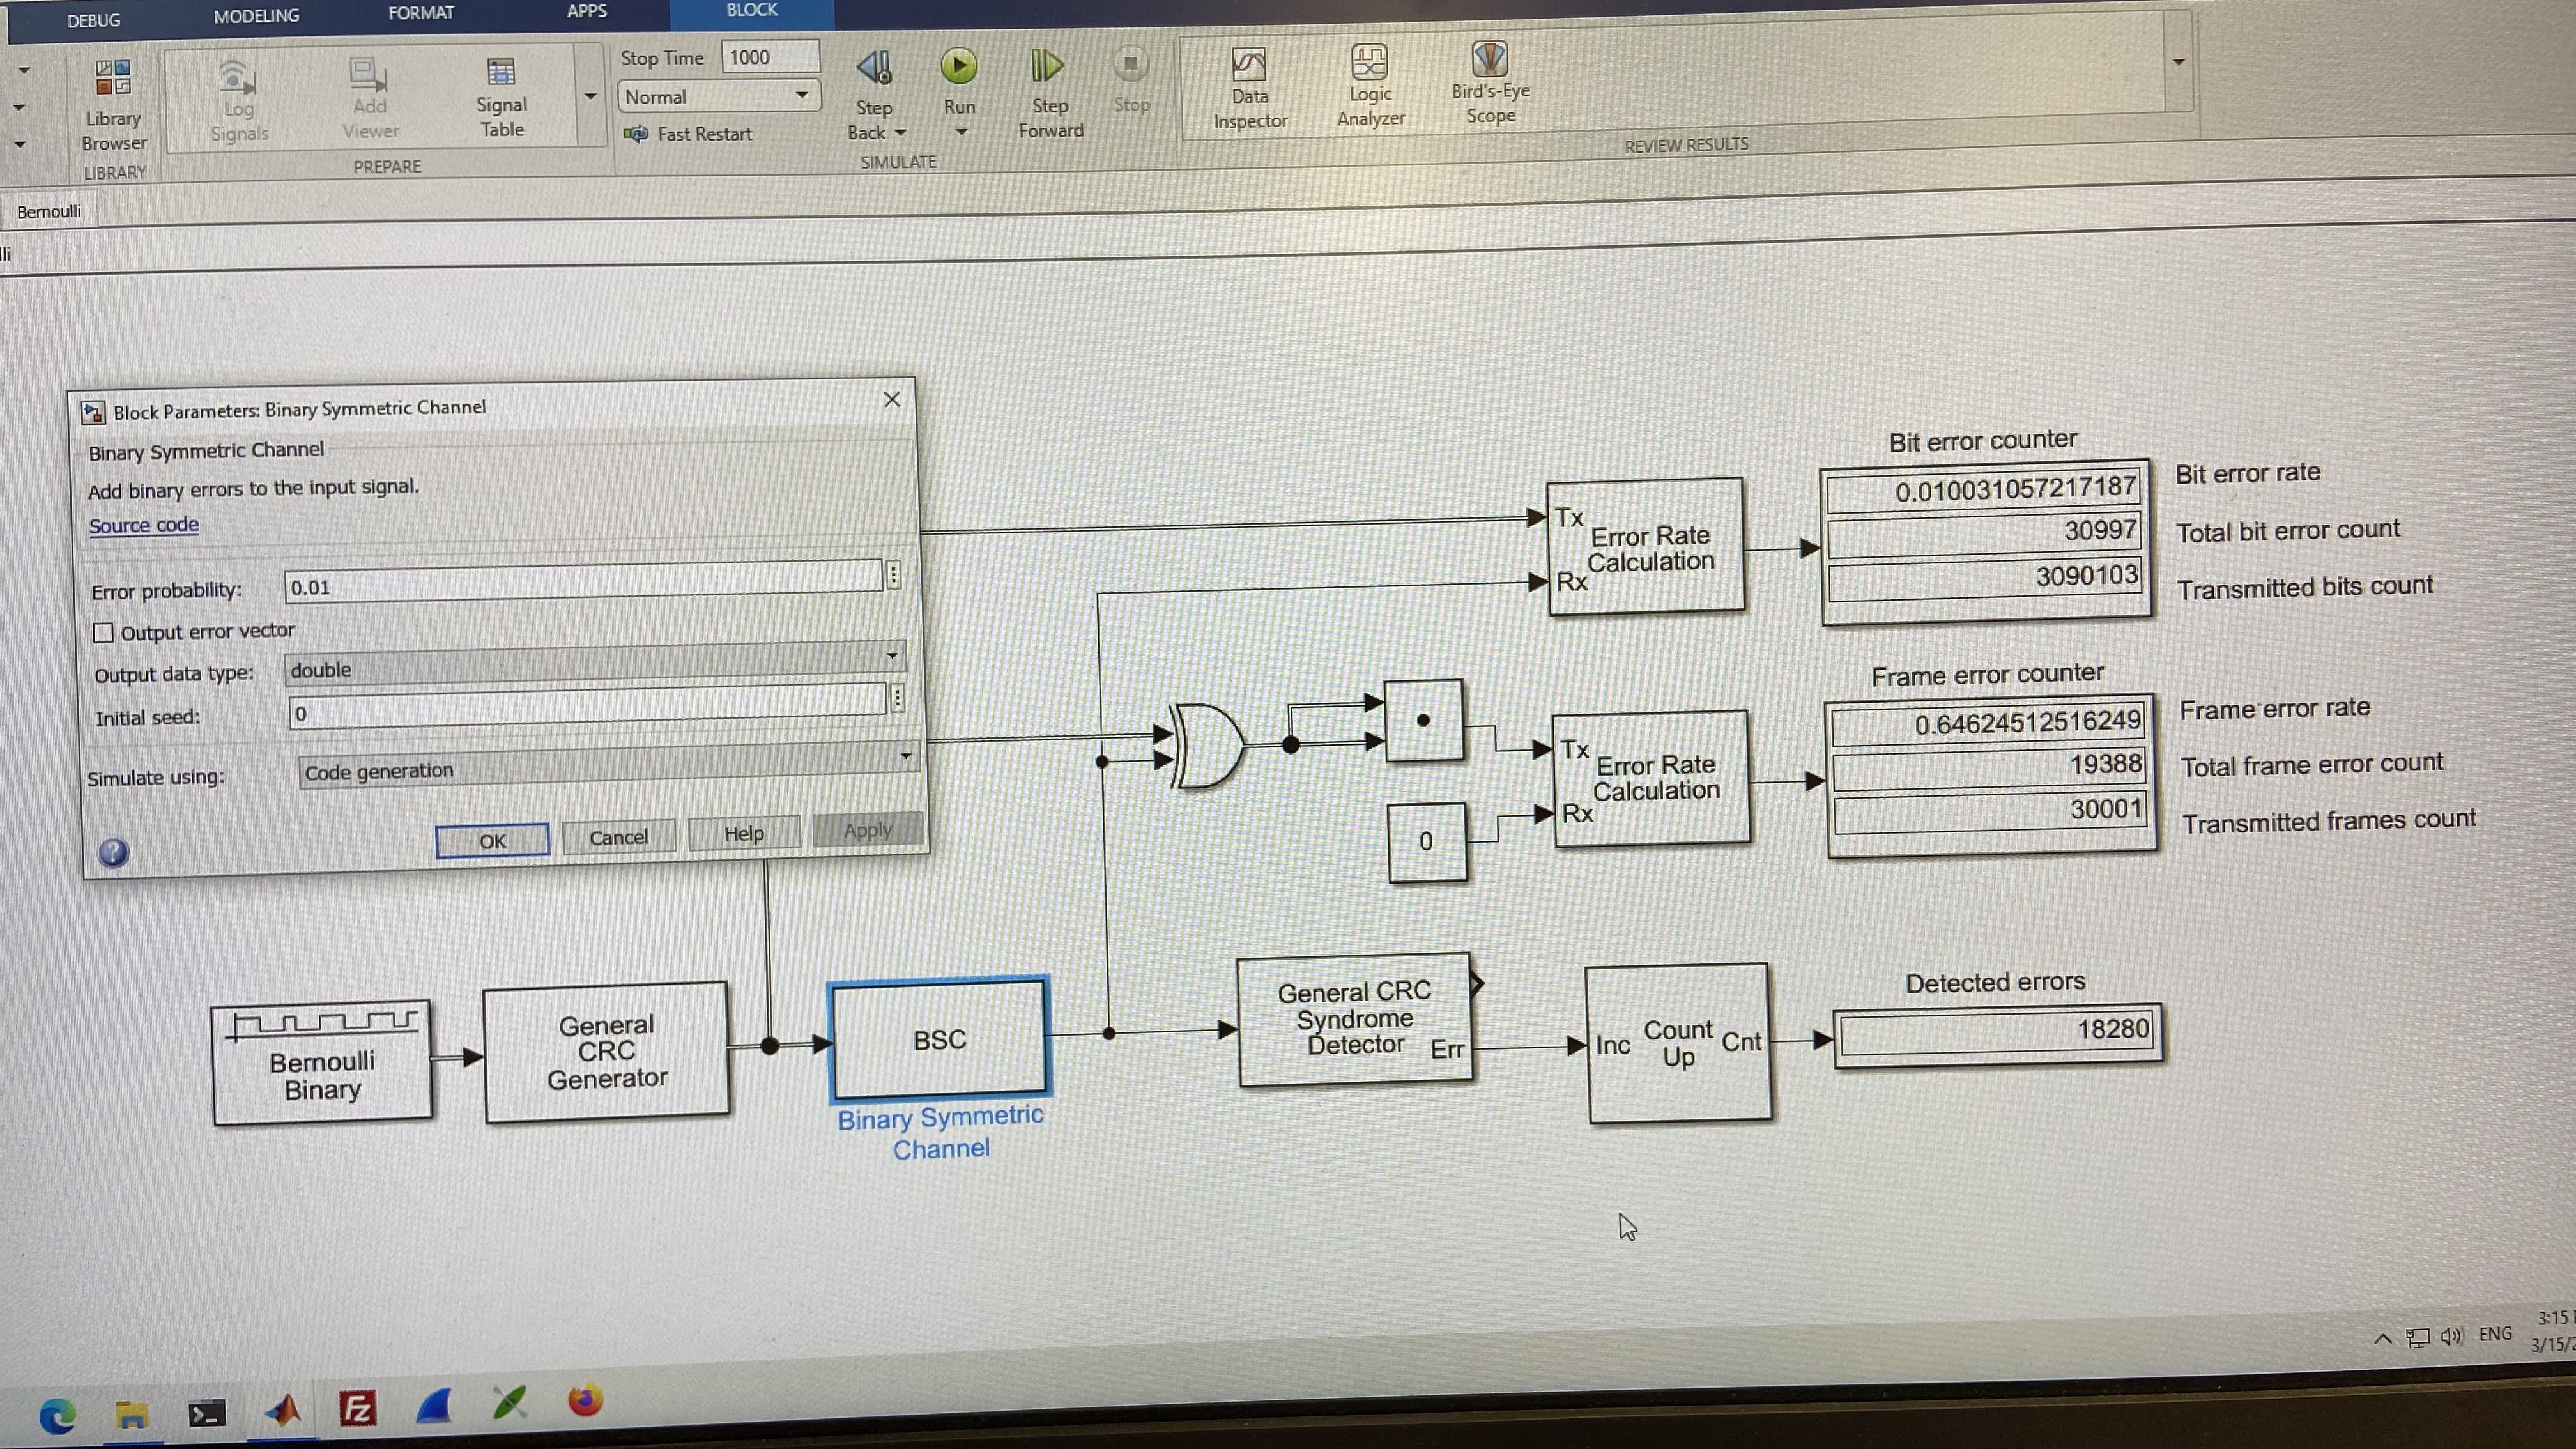 DEBUG
MODELING
FORMAT
APPS
BLOCK
Library
Browser
LIBRARY
Log
Signals
Add
Viewer
Signal
Table
PREPARE
Stop Time 1000
Normal
Fast Restart
Step
Back
Run
Step
Forward
Stop
SIMULATE
Data
Inspector
Logic
Analyzer
Bird's-Eye
Scope
REVIEW RESULTS
Bernoulli
lli
Block Parameters: Binary Symmetric Channel
Binary Symmetric Channel
Add binary errors to the input signal.
Source code
Error probability: 0.01
Output error vector
Output data type: double
Initial seed: 0
Simulate using: Code generation
OK
Cancel
Help
Apply
Tx
Rx
Error Rate
Calculation
Bit error counter
0.010031057217187
30997
3090103
Bit error rate
Total bit error count
Transmitted bits count
0
Tx
Rx
Error Rate
Calculation
Frame error counter
0.64624512516249
19388
30001
Frame error rate
Total frame error count
Transmitted frames count
Bernoulli
Binary
General
CRC
Generator
BSC
Binary Symmetric
Channel
General CRC
Syndrome
Detector
Err
Inc
Count
Up
Cnt
Detected errors
18280
ENG
3:15
3/15/2
Fz